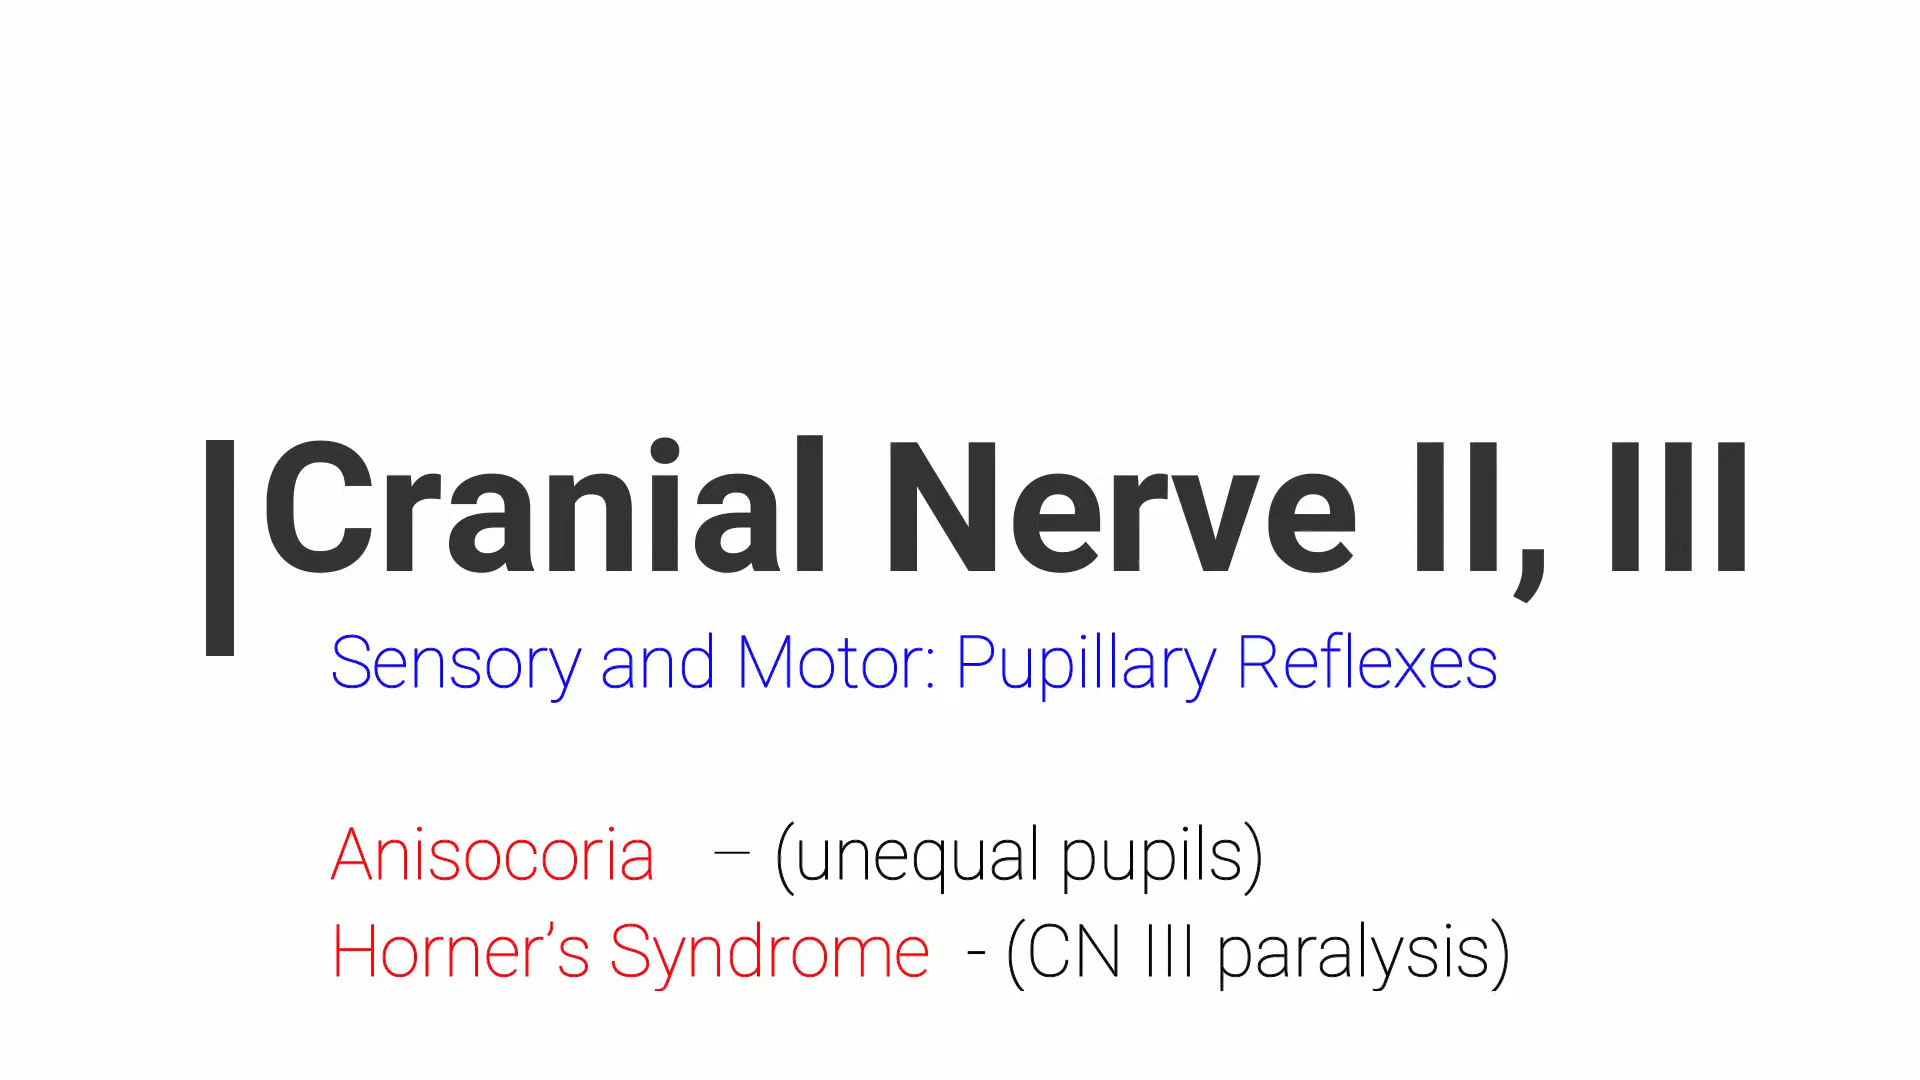 Cranial Nerve II, III
Sensory and Motor: Pupillary Reflexes
Anisocoria – (unequal pupils)
Horner’s Syndrome - (CN III paralysis)